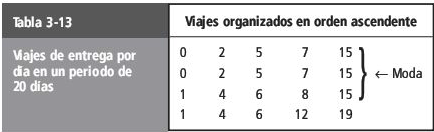 Tabla 3-13
Viajes de entrega por
día en un periodo de
20 días
Viajes organizados en orden ascendente
0 2 5 7 15
0 2 5 7 15
1 4 6 8 15
1 4 6 12 19
← Moda